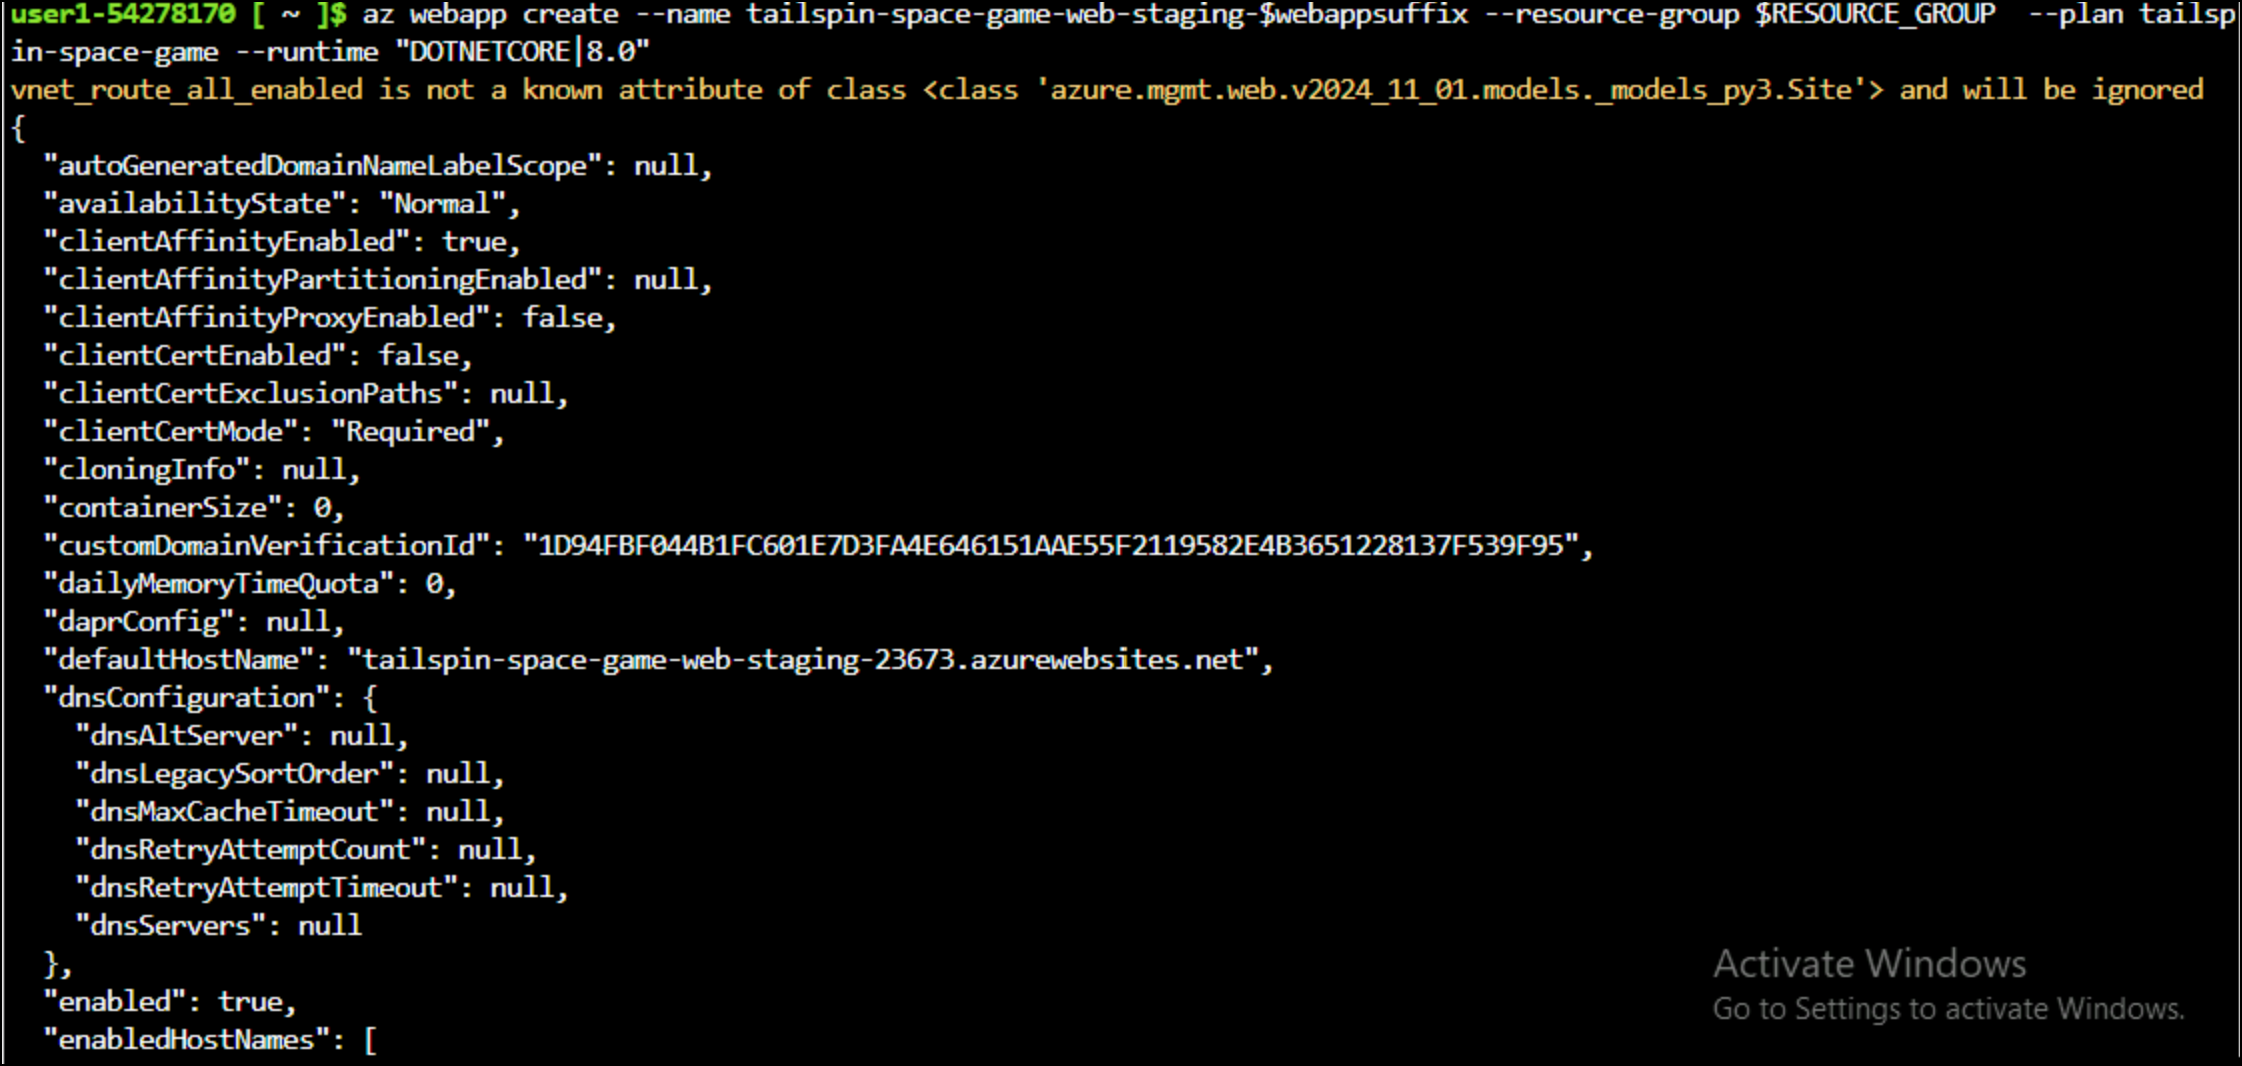 user1-54278170 [ ~ ]$ az webapp create --name tailspin-space-game-web-staging-$webappsuffix --resource-group $RESOURCE_GROUP  --plan tailsp
in-space-game --runtime "DOTNETCORE|8.0"
vnet_route_all_enabled is not a known attribute of class <class 'azure.mgmt.web.v2024_11_01.models._models_py3.Site'> and will be ignored
{
  "autoGeneratedDomainNameLabelScope": null,
  "availabilityState": "Normal",
  "clientAffinityEnabled": true,
  "clientAffinityPartitioningEnabled": null,
  "clientAffinityProxyEnabled": false,
  "clientCertEnabled": false,
  "clientCertExclusionPaths": null,
  "clientCertMode": "Required",
  "cloningInfo": null,
  "containerSize": 0,
  "customDomainVerificationId": "1D94FBF044B1FC601E7D3FA4E646151AAE55F2119582E4B3651228137F539F95",
  "dailyMemoryTimeQuota": 0,
  "daprConfig": null,
  "defaultHostName": "tailspin-space-game-web-staging-23673.azurewebsites.net",
  "dnsConfiguration": {
    "dnsAltServer": null,
    "dnsLegacySortOrder": null,
    "dnsMaxCacheTimeout": null,
    "dnsRetryAttemptCount": null,
    "dnsRetryAttemptTimeout": null,
    "dnsServers": null
  },
  "enabled": true,
  "enabledHostNames": [
Activate Windows
Go to Settings to activate Windows.